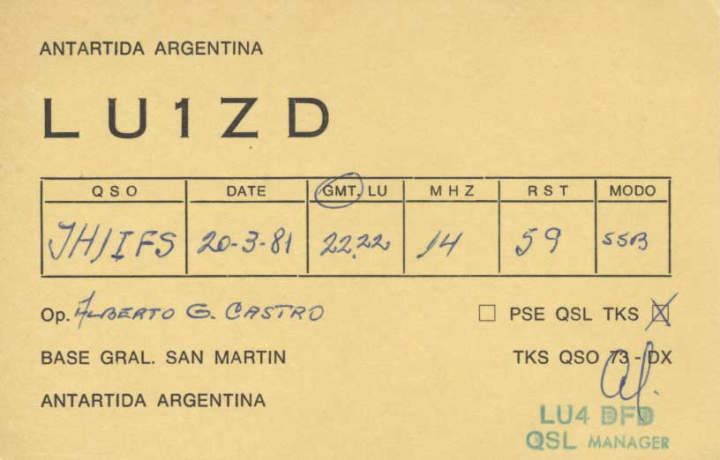 ANTARTIDA ARGENTINA
LU1ZD
QSO DATE GMT. LU MHZ RST MODO
JH1IFS 20-3-81 22,22 14 59 SSB
Op. ALBERTO G. CASTRO PSE QSL TKS
BASE GRAL. SAN MARTIN TKS QSO 73-DX
ANTARTIDA ARGENTINA
LU4 DFD
QSL MANAGER